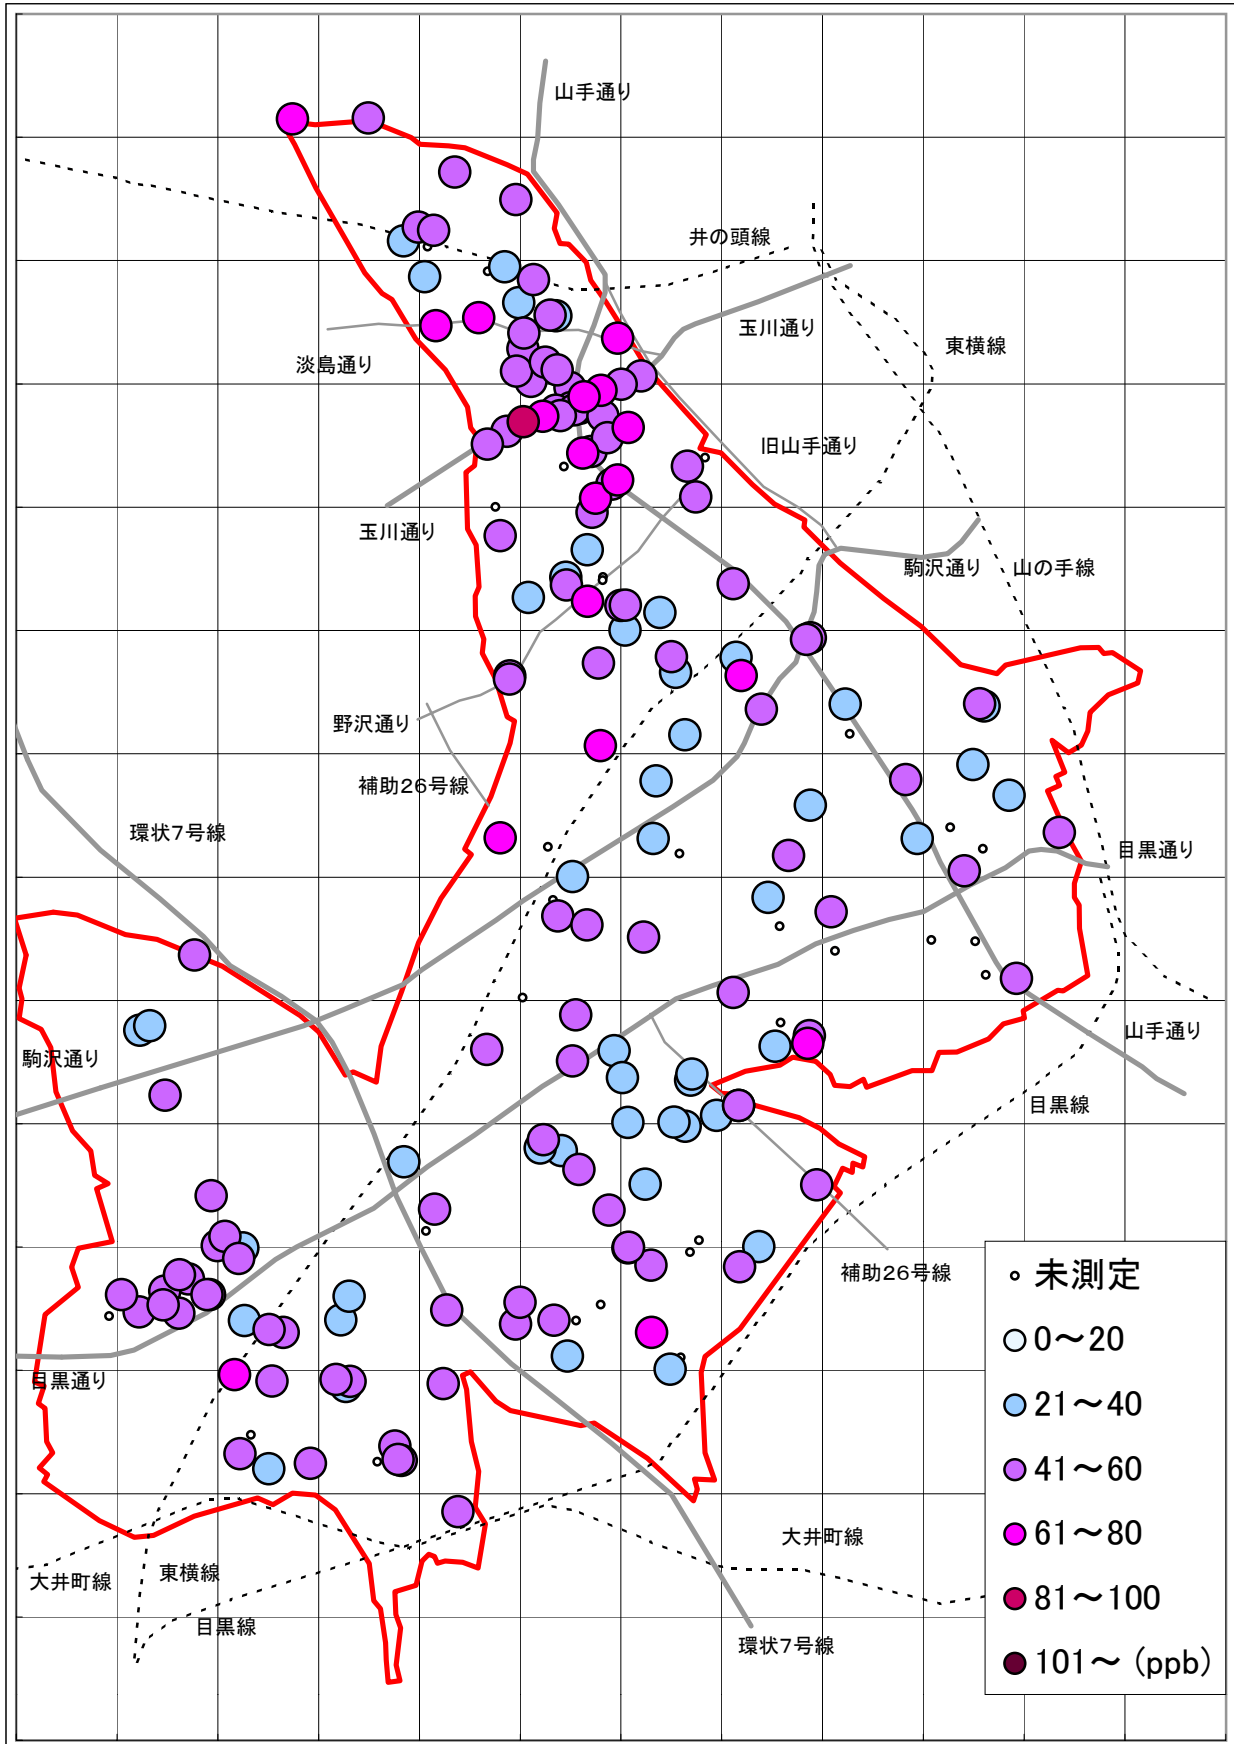 山手通り
井の頭線
玉川通り
東横線
淡島通り
旧山手通り
玉川通り
駒沢通り
山の手線
野沢通り
補助26号線
環状7号線
目黒通り
山手通り
駒沢通り
目黒線
補助26号線
目黒通り
大井町線
大井町線
東横線
目黒線
環状7号線
未測定
0～20
21～40
41～60
61～80
81～100
101～ (ppb)